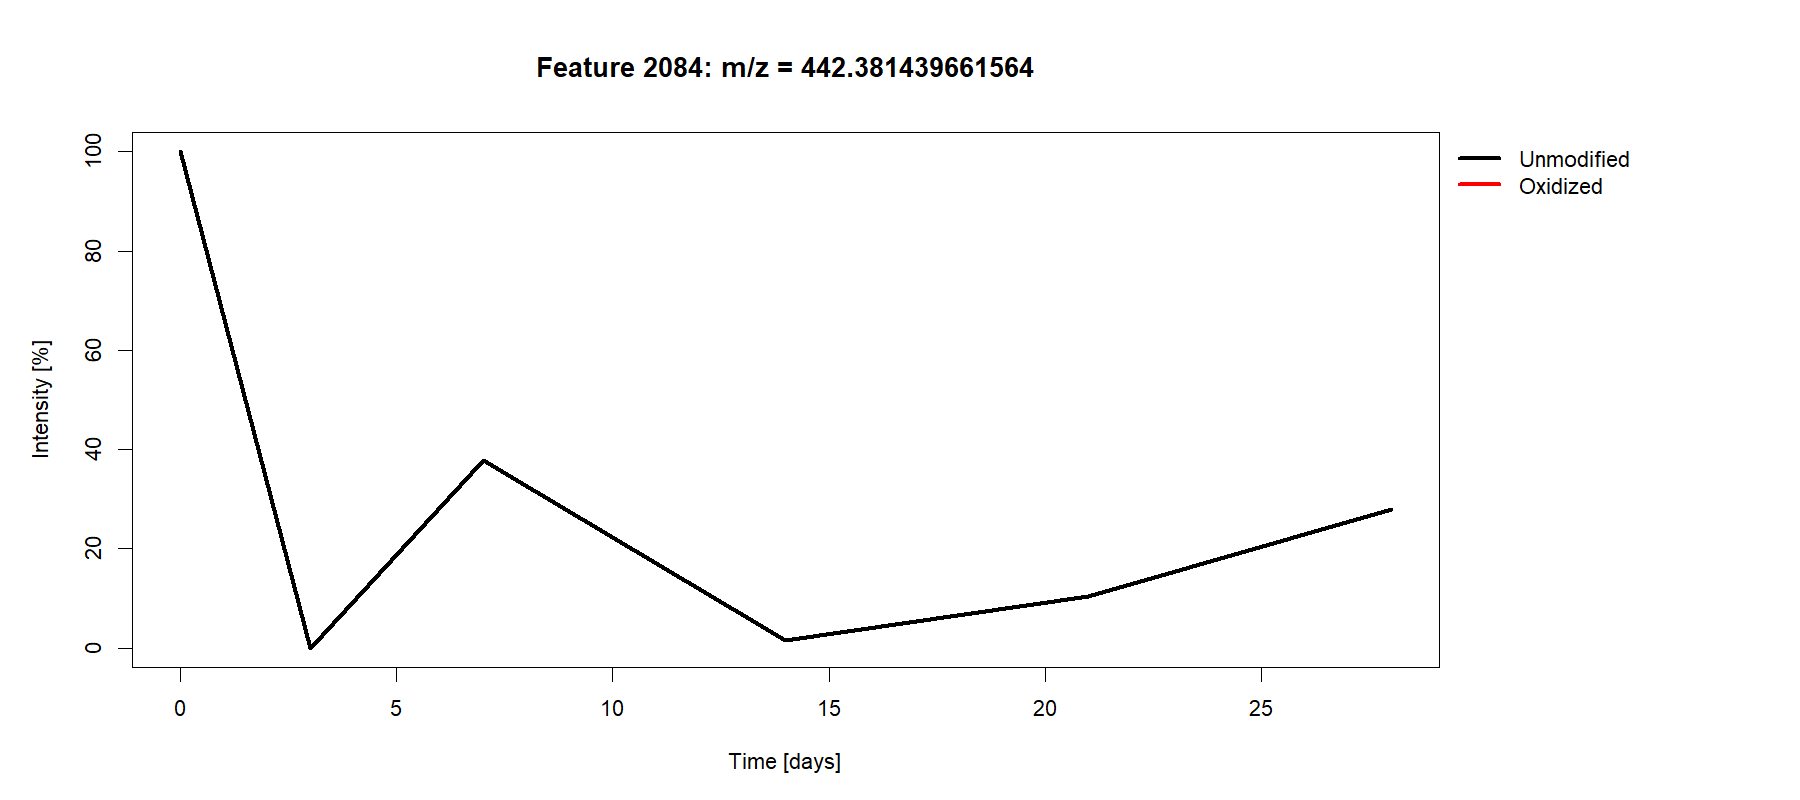 Feature 2084: m/z = 442.381439661564
Unmodified
Oxidized
Intensity [%]
100
80
60
40
20
0
0 5 10 15 20 25
Time [days]